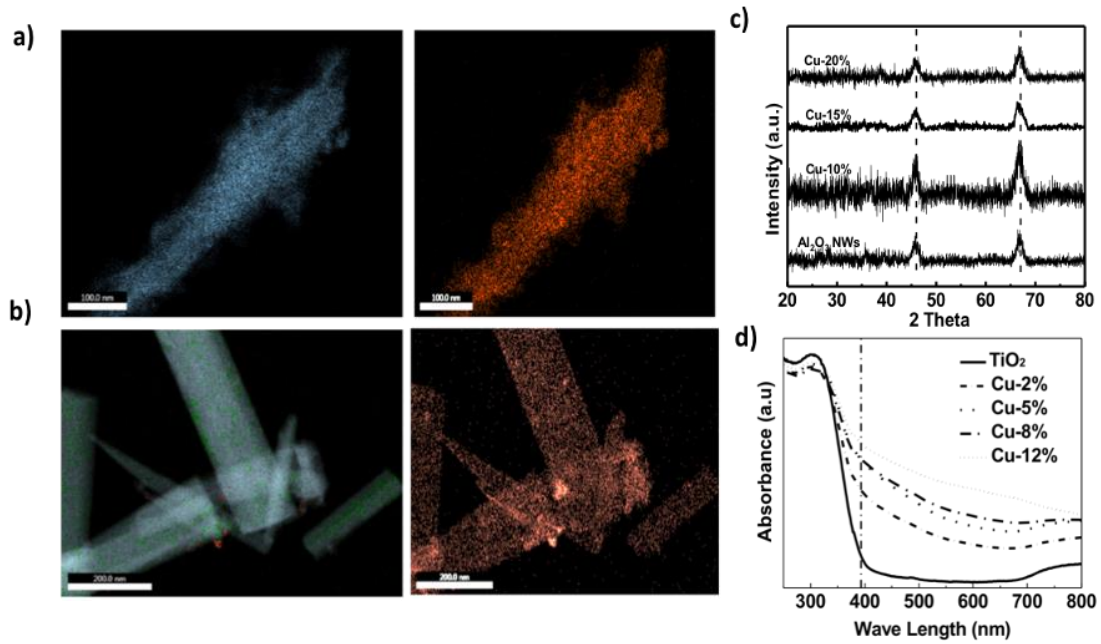 a)
100.0 nm
100.0 nm
b)
200.0 nm
200.0 nm
c)
Intensity (a.u.)
Cu-20%
Cu-15%
Cu-10%
Al₂O₃ NWs
20 30 40 50 60 70 80
2 Theta
d)
Absorbance (a.u)
TiO₂
Cu-2%
Cu-5%
Cu-8%
Cu-12%
300 400 500 600 700 800
Wave Length (nm)